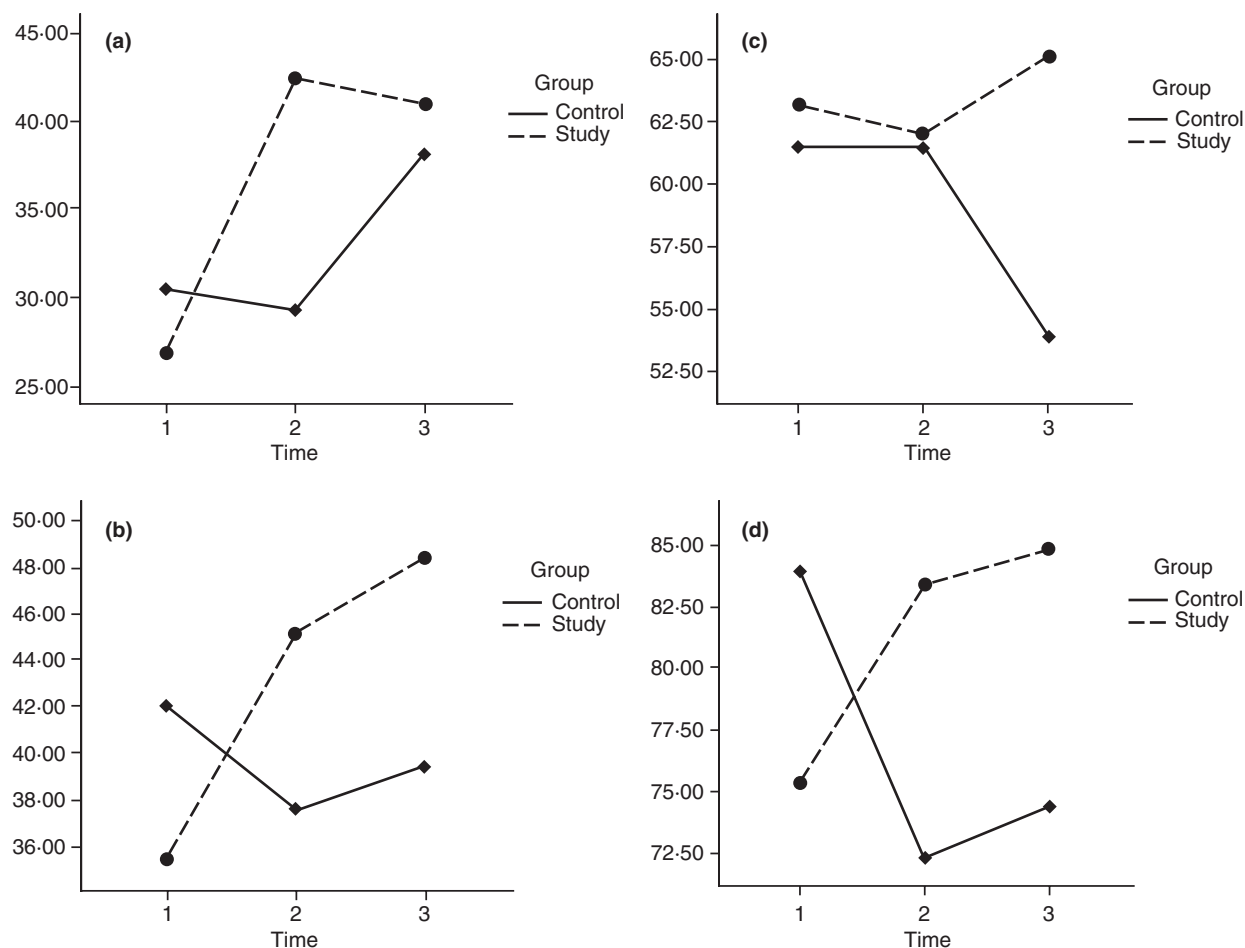 (a)
45·00
40·00
35·00
30·00
25·00
1 2 3
Time
Group
Control
Study
(c)
65·00
62·50
60·00
57·50
55·00
52·50
1 2 3
Time
Group
Control
Study
(b)
50·00
48·00
46·00
44·00
42·00
40·00
38·00
36·00
1 2 3
Time
Group
Control
Study
(d)
85·00
82·50
80·00
77·50
75·00
72·50
1 2 3
Time
Group
Control
Study